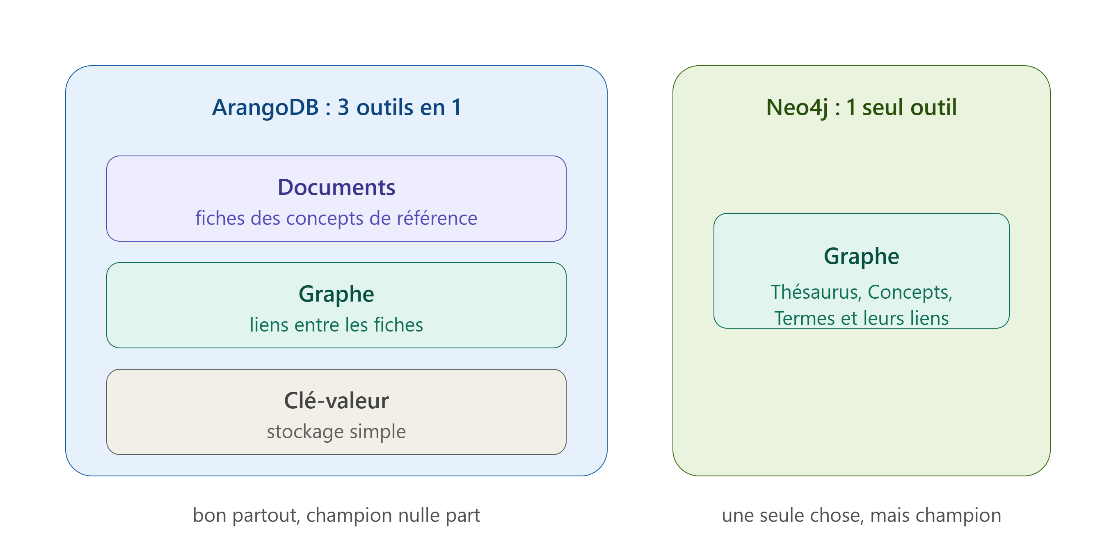 ArangoDB : 3 outils en 1
Documents
fiches des concepts de référence
Graphe
liens entre les fiches
Clé-valeur
stockage simple
bon partout, champion nulle part
Neo4j : 1 seul outil
Graphe
Thésaurus, Concepts,
Termes et leurs liens
une seule chose, mais champion